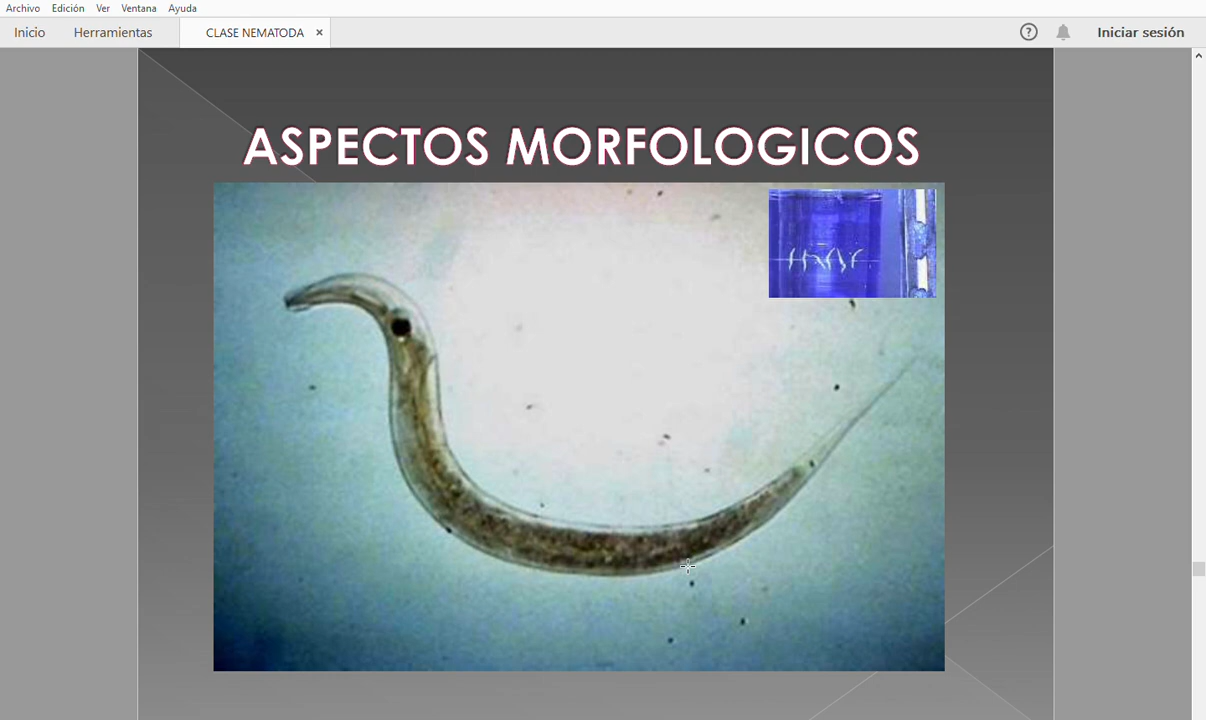 Archivo Edición Ver Ventana Ayuda
Inicio Herramientas CLASE NEMATODA × ? Iniciar sesión
ASPECTOS MORFOLOGICOS